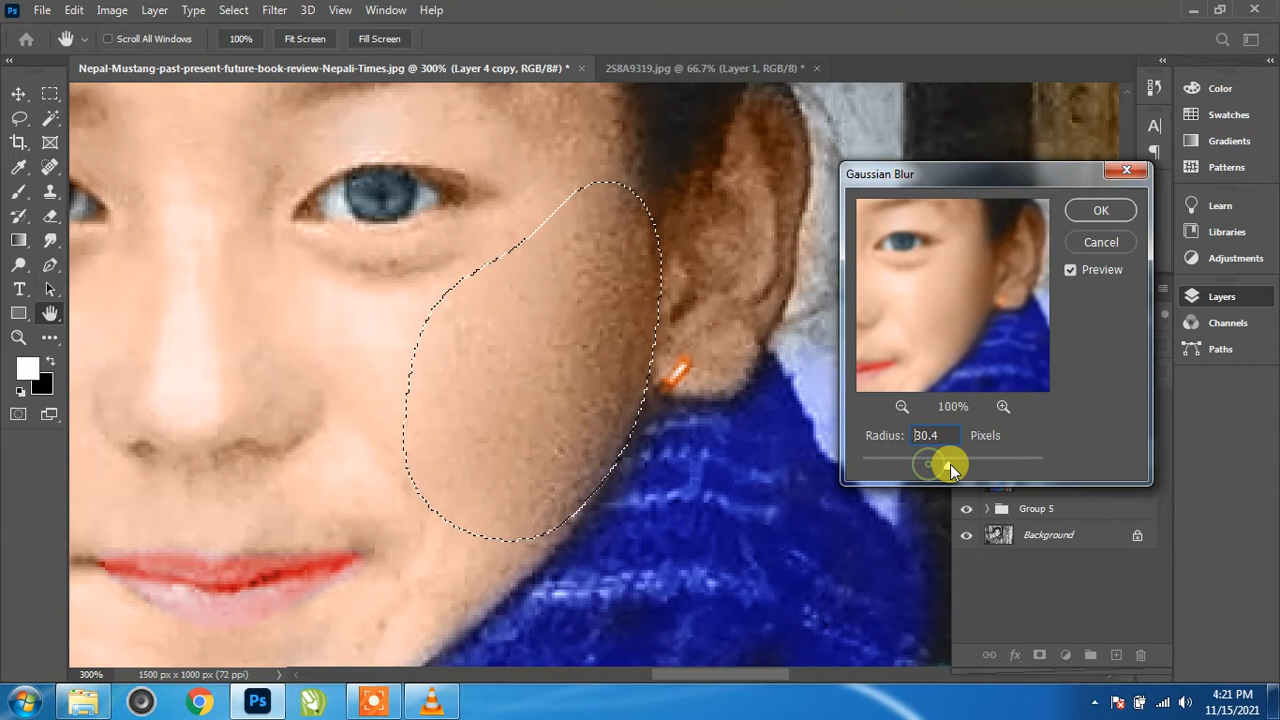 Ps File Edit Image Layer Type Select Filter 3D View Window Help
Scroll All Windows 100% Fit Screen Fill Screen
Nepal-Mustang-past-present-future-book-review-Nepali-Times.jpg @ 300% (Layer 4 copy, RGB/8#) * × 2S8A9319.jpg @ 66.7% (Layer 1, RGB/8) * ×
Color
Swatches
Gradients
Patterns
Learn
Libraries
Adjustments
Layers
Channels
Paths
Gaussian Blur
OK
Cancel
Preview
100%
Radius: 30.4 Pixels
Group 5
Background
300% 1500 px x 1000 px (72 ppi)
Ps
4:21 PM
11/15/2021